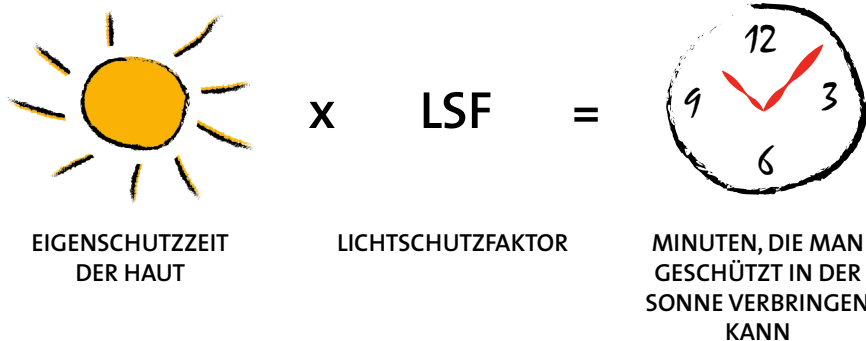 x LSF =
12
9 3
6
EIGENSCHUTZZEIT
DER HAUT
LICHTSCHUTZFAKTOR
MINUTEN, DIE MAN
GESCHÜTZT IN DER
SONNE VERBRINGEN
KANN